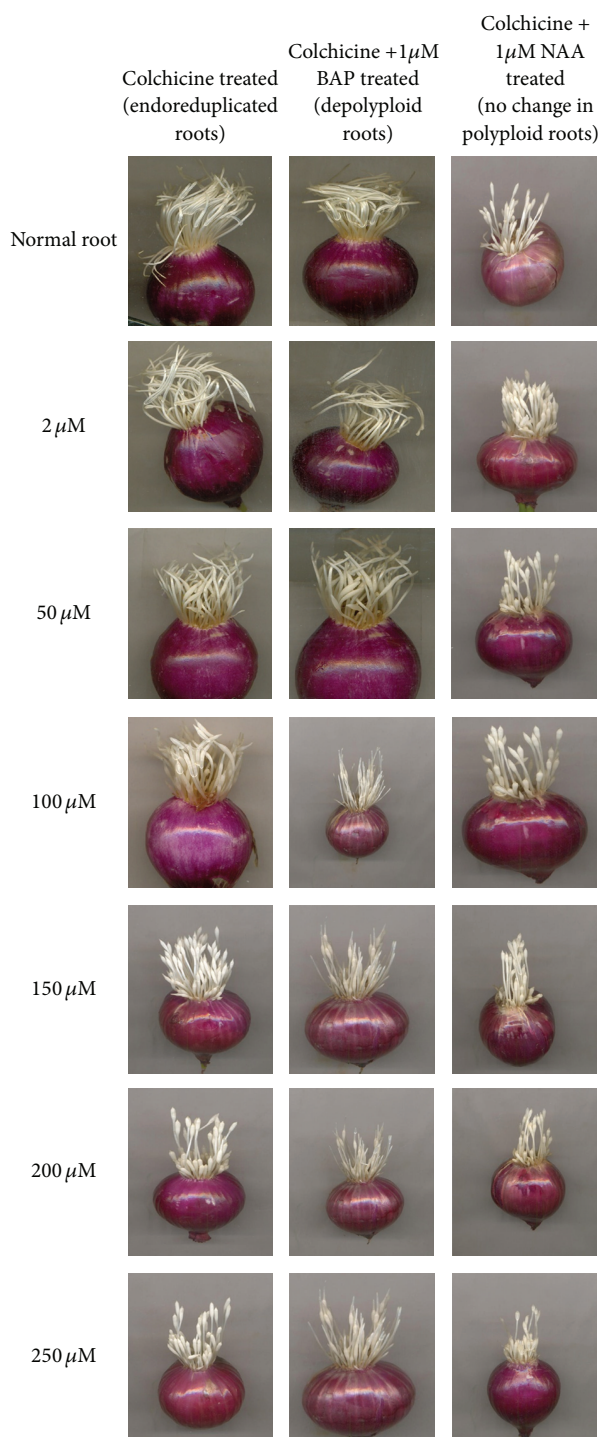 Colchicine treated
(endoreduplicated
roots)
Colchicine +1μM
BAP treated
(depolyploid
roots)
Colchicine +
1μM NAA
treated
(no change in
polyploid roots)
Normal root
2 μM
50 μM
100 μM
150 μM
200 μM
250 μM